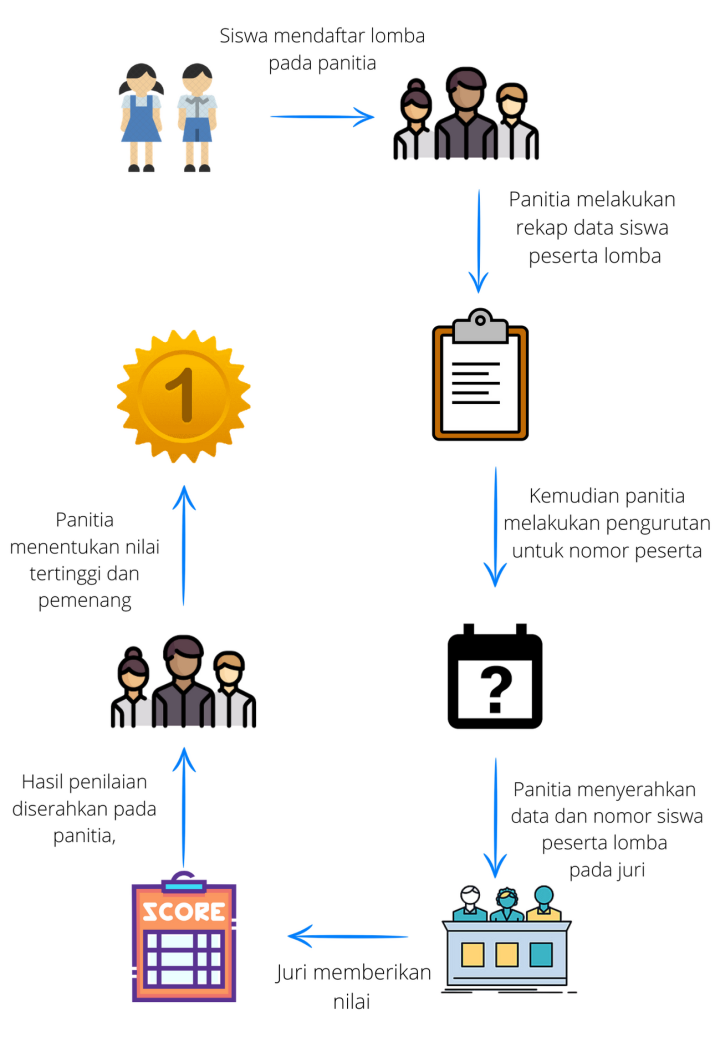 Siswa mendaftar lomba
pada panitia
Panitia melakukan
rekap data siswa
peserta lomba
1
Kemudian panitia
melakukan pengurutan
untuk nomor peserta
Panitia
menentukan nilai
tertinggi dan
pemenang
?
Panitia menyerahkan
data dan nomor siswa
peserta lomba
pada juri
Hasil penilaian
diserahkan pada
panitia,
SCORE
Juri memberikan
nilai